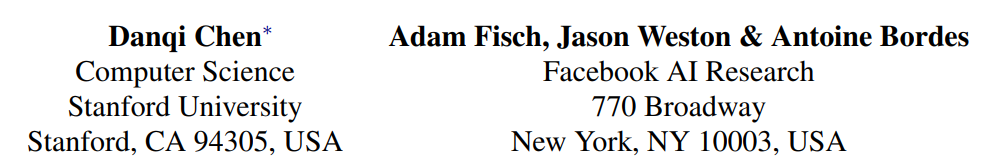 Danqi Chen*
Computer Science
Stanford University
Stanford, CA 94305, USA
Adam Fisch, Jason Weston & Antoine Bordes
Facebook AI Research
770 Broadway
New York, NY 10003, USA